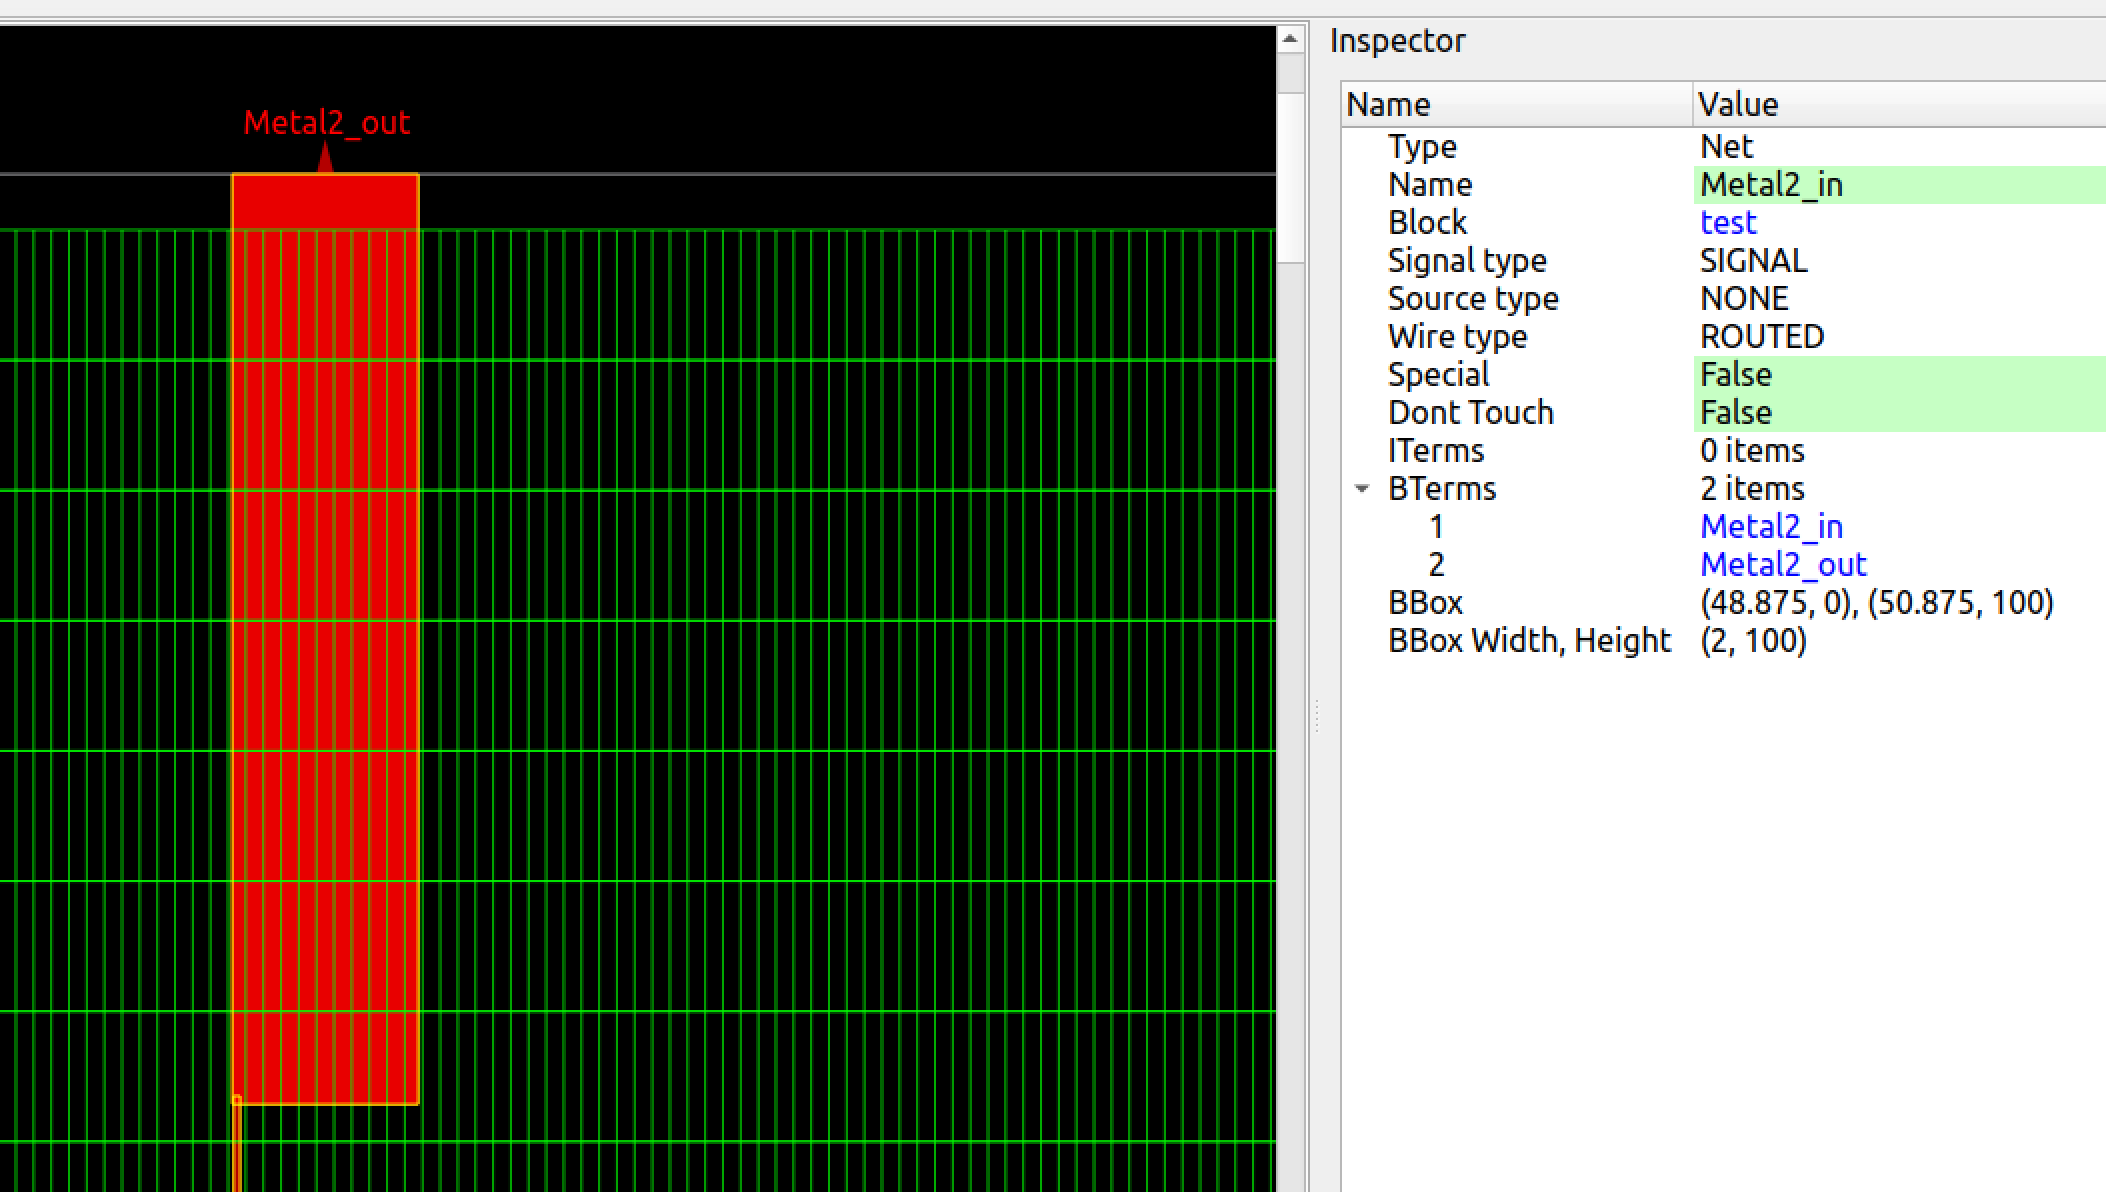 Metal2_out
Inspector
Name Value
Type Net
Name Metal2_in
Block test
Signal type SIGNAL
Source type NONE
Wire type ROUTED
Special False
Dont Touch False
ITerms 0 items
BTerms 2 items
1 Metal2_in
2 Metal2_out
BBox (48.875, 0), (50.875, 100)
BBox Width, Height (2, 100)